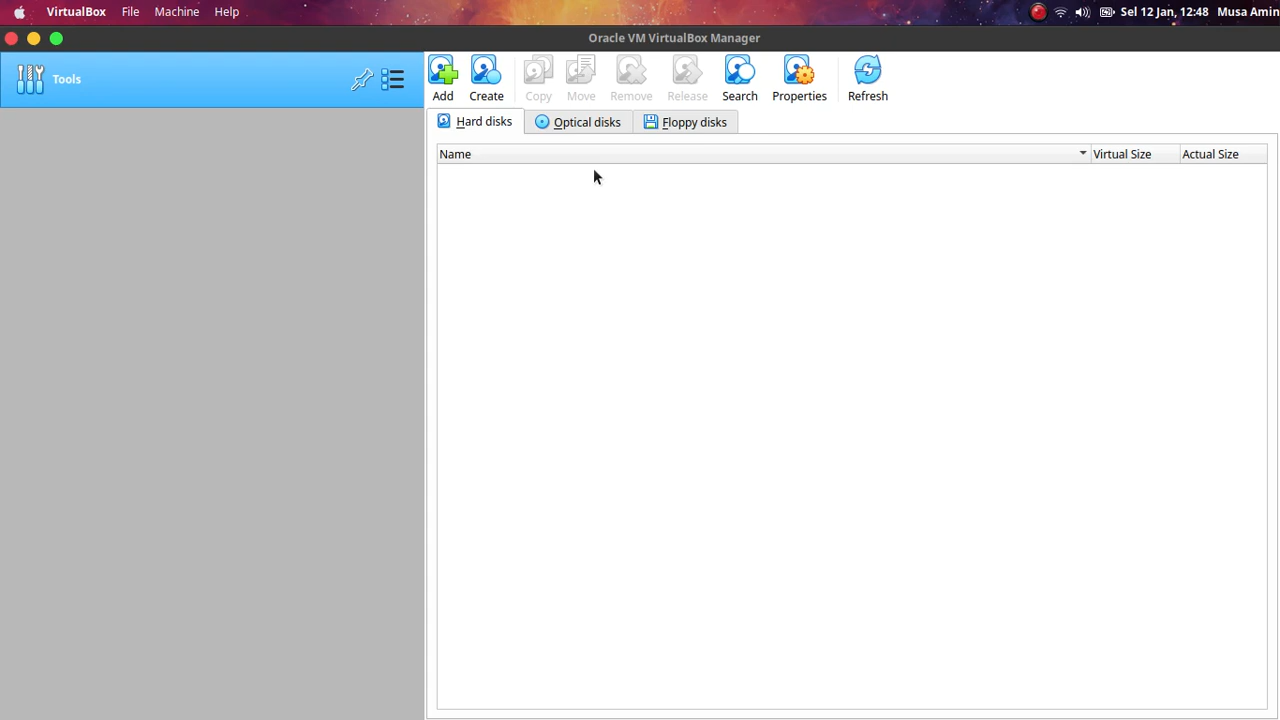 VirtualBox File Machine Help Sel 12 Jan, 12:48 Musa Amin
Oracle VM VirtualBox Manager
Tools
Add Create Copy Move Remove Release Search Properties Refresh
Hard disks Optical disks Floppy disks
Name Virtual Size Actual Size